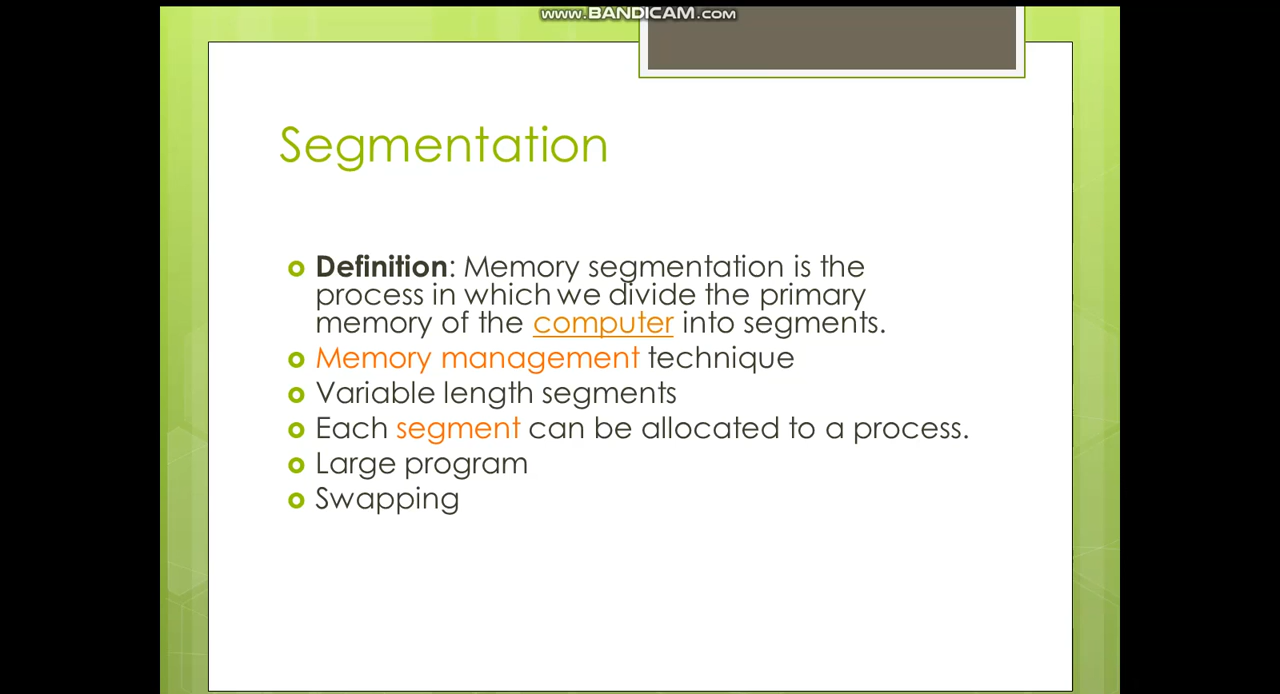 www.BANDICAM.com
Segmentation
Definition: Memory segmentation is the
process in which we divide the primary
memory of the computer into segments.
Memory management technique
Variable length segments
Each segment can be allocated to a process.
Large program
Swapping